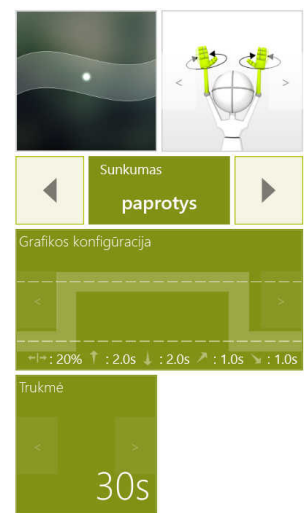 < >
Sunkumas
paprotys
Grafikos konfigūracija
< >
←|→: 20% ↑ : 2.0s ↓ : 2.0s ↗ : 1.0s ↘ : 1.0s
Trukmė
< >
30s